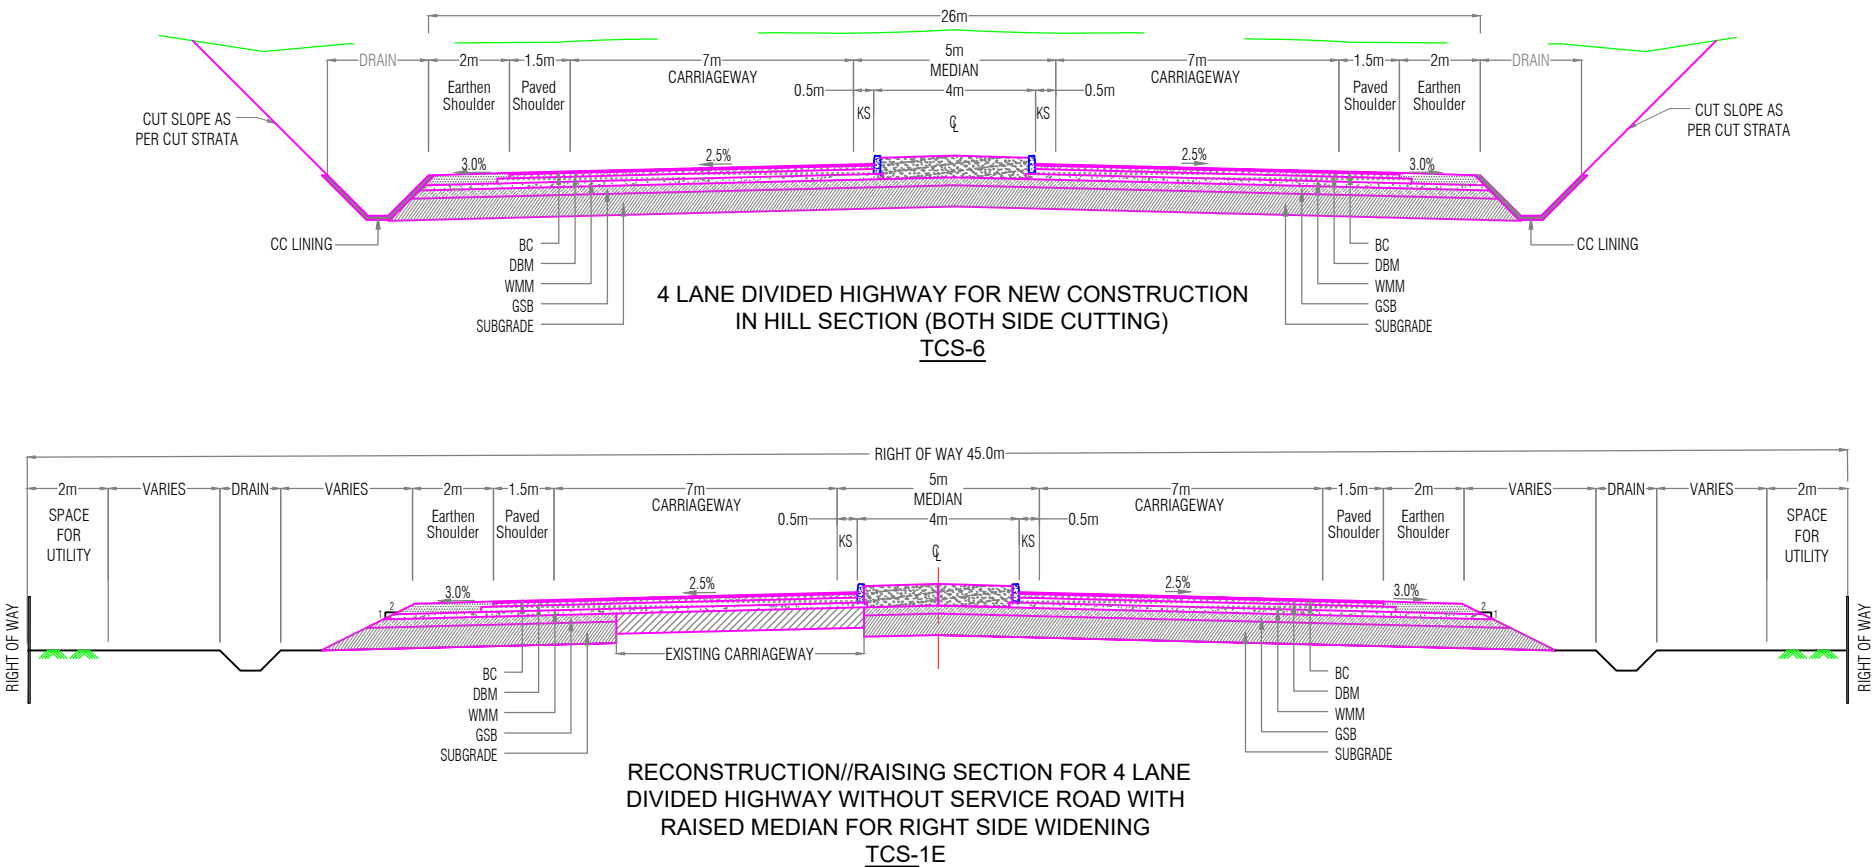 26m
DRAIN 2m 1.5m 7m 5m 7m 1.5m 2m DRAIN
CARRIAGEWAY MEDIAN CARRIAGEWAY
Earthen Shoulder Paved Shoulder 0.5m 4m 0.5m Paved Shoulder Earthen Shoulder
KS KS
CL
CUT SLOPE AS
PER CUT STRATA
CUT SLOPE AS
PER CUT STRATA
3.0% 2.5% 2.5% 3.0%
CC LINING
CC LINING
BC
DBM
WMM
GSB
SUBGRADE
BC
DBM
WMM
GSB
SUBGRADE
4 LANE DIVIDED HIGHWAY FOR NEW CONSTRUCTION
IN HILL SECTION (BOTH SIDE CUTTING)
TCS-6
RIGHT OF WAY 45.0m
2m VARIES DRAIN VARIES 2m 1.5m 7m 5m 7m 1.5m 2m VARIES DRAIN VARIES 2m
CARRIAGEWAY MEDIAN CARRIAGEWAY
SPACE
FOR
UTILITY
Earthen Shoulder Paved Shoulder 0.5m 4m 0.5m Paved Shoulder Earthen Shoulder
SPACE
FOR
UTILITY
KS KS
CL
3.0% 2.5% 2.5% 3.0%
1 2 2 1
RIGHT OF WAY
RIGHT OF WAY
EXISTING CARRIAGEWAY
BC
DBM
WMM
GSB
SUBGRADE
BC
DBM
WMM
GSB
SUBGRADE
RECONSTRUCTION//RAISING SECTION FOR 4 LANE
DIVIDED HIGHWAY WITHOUT SERVICE ROAD WITH
RAISED MEDIAN FOR RIGHT SIDE WIDENING
TCS-1E